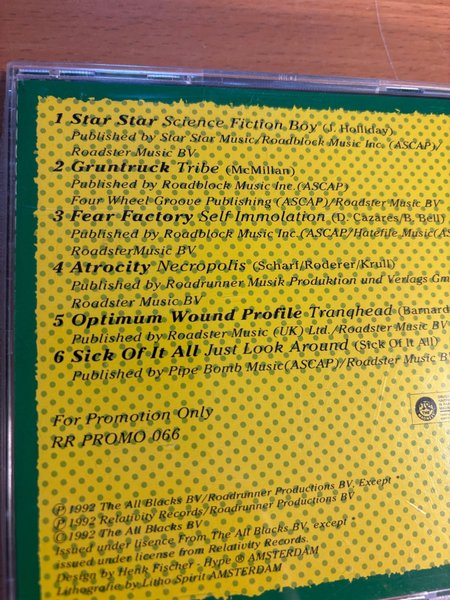 1 Star Star Science Fiction Boy (J. Holliday)
Published by Star Star Music/Roadblock Music Inc. (ASCAP)/
Roadster Music BV.
2 Gruntruck Tribe (McMillan)
Published by Roadblock Music Inc.(ASCAP)
Four Wheel Groove Publishing (ASCAP)/Roadster Music BV
3 Fear Factory Self Immolation (D. Cazares/B. Bell)
Published by Roadblock Music Inc.(ASCAP/Hatefile Music(AS
RoadsterMusic BV
4 Atrocity Necropolis (Scharf/Roderer/Krull)
Published by Roadrunner Musik Produktion und Verlags Gm
Roadster Music BV
5 Optimum Wound Profile Tranqhead (Barnard
Published by Roadster Music (UK) Ltd./Roadster Music BV
6 Sick Of It All Just Look Around (Sick Of It All)
Published by Pipe Bomb Music(ASCAP)/Roadster Music BV
For Promotion Only
RR PROMO 066
℗ 1992 The All Blacks BV/Roadrunner Productions BV, Except *
℗ 1992 Relativity Records/Roadrunner Productions BV
© 1992 The All Blacks BV
Issued under lisence From The All Blacks BV, except *
issued under license from Relativity Records.
Design by Henk Fischer - Hype ® AMSTERDAM
Lithografie by Litho Spirit AMSTERDAM